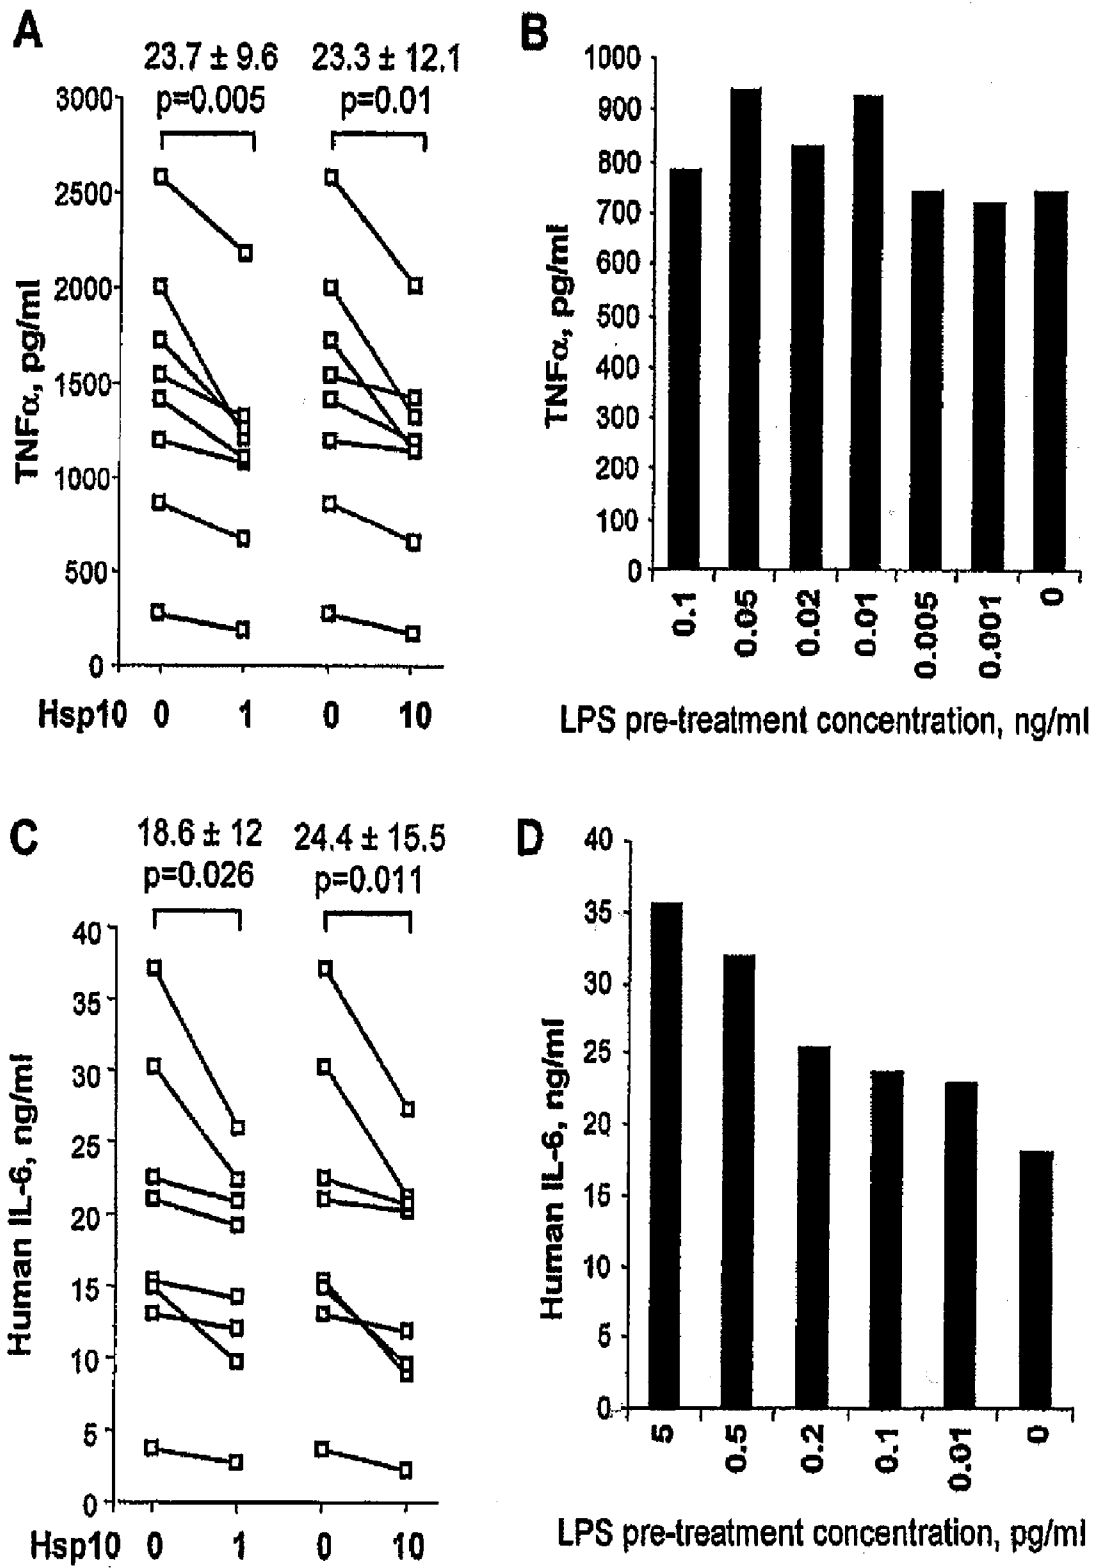 A
23.7 ± 9.6 23.3 ± 12.1
p=0.005 p=0.01
3000
2500
2000
1500
1000
500
0
TNFα, pg/ml
Hsp10 0 1 0 10
B
1000
900
800
700
600
500
400
300
200
100
0
TNFα, pg/ml
0.1 0.05 0.02 0.01 0.005 0.001 0
LPS pre-treatment concentration, ng/ml
C
18.6 ± 12 24.4 ± 15.5
p=0.026 p=0.011
40
35
30
25
20
15
10
5
0
Human IL-6, ng/ml
Hsp10 0 1 0 10
D
40
35
30
25
20
15
10
5
0
Human IL-6, ng/ml
5 0.5 0.2 0.1 0.01 0
LPS pre-treatment concentration, pg/ml